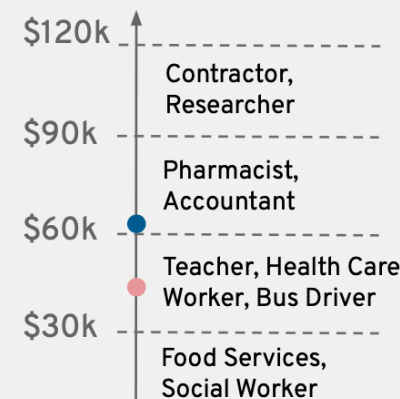 $120k
Contractor,
Researcher
$90k
Pharmacist,
Accountant
$60k
Teacher, Health Care
Worker, Bus Driver
$30k
Food Services,
Social Worker